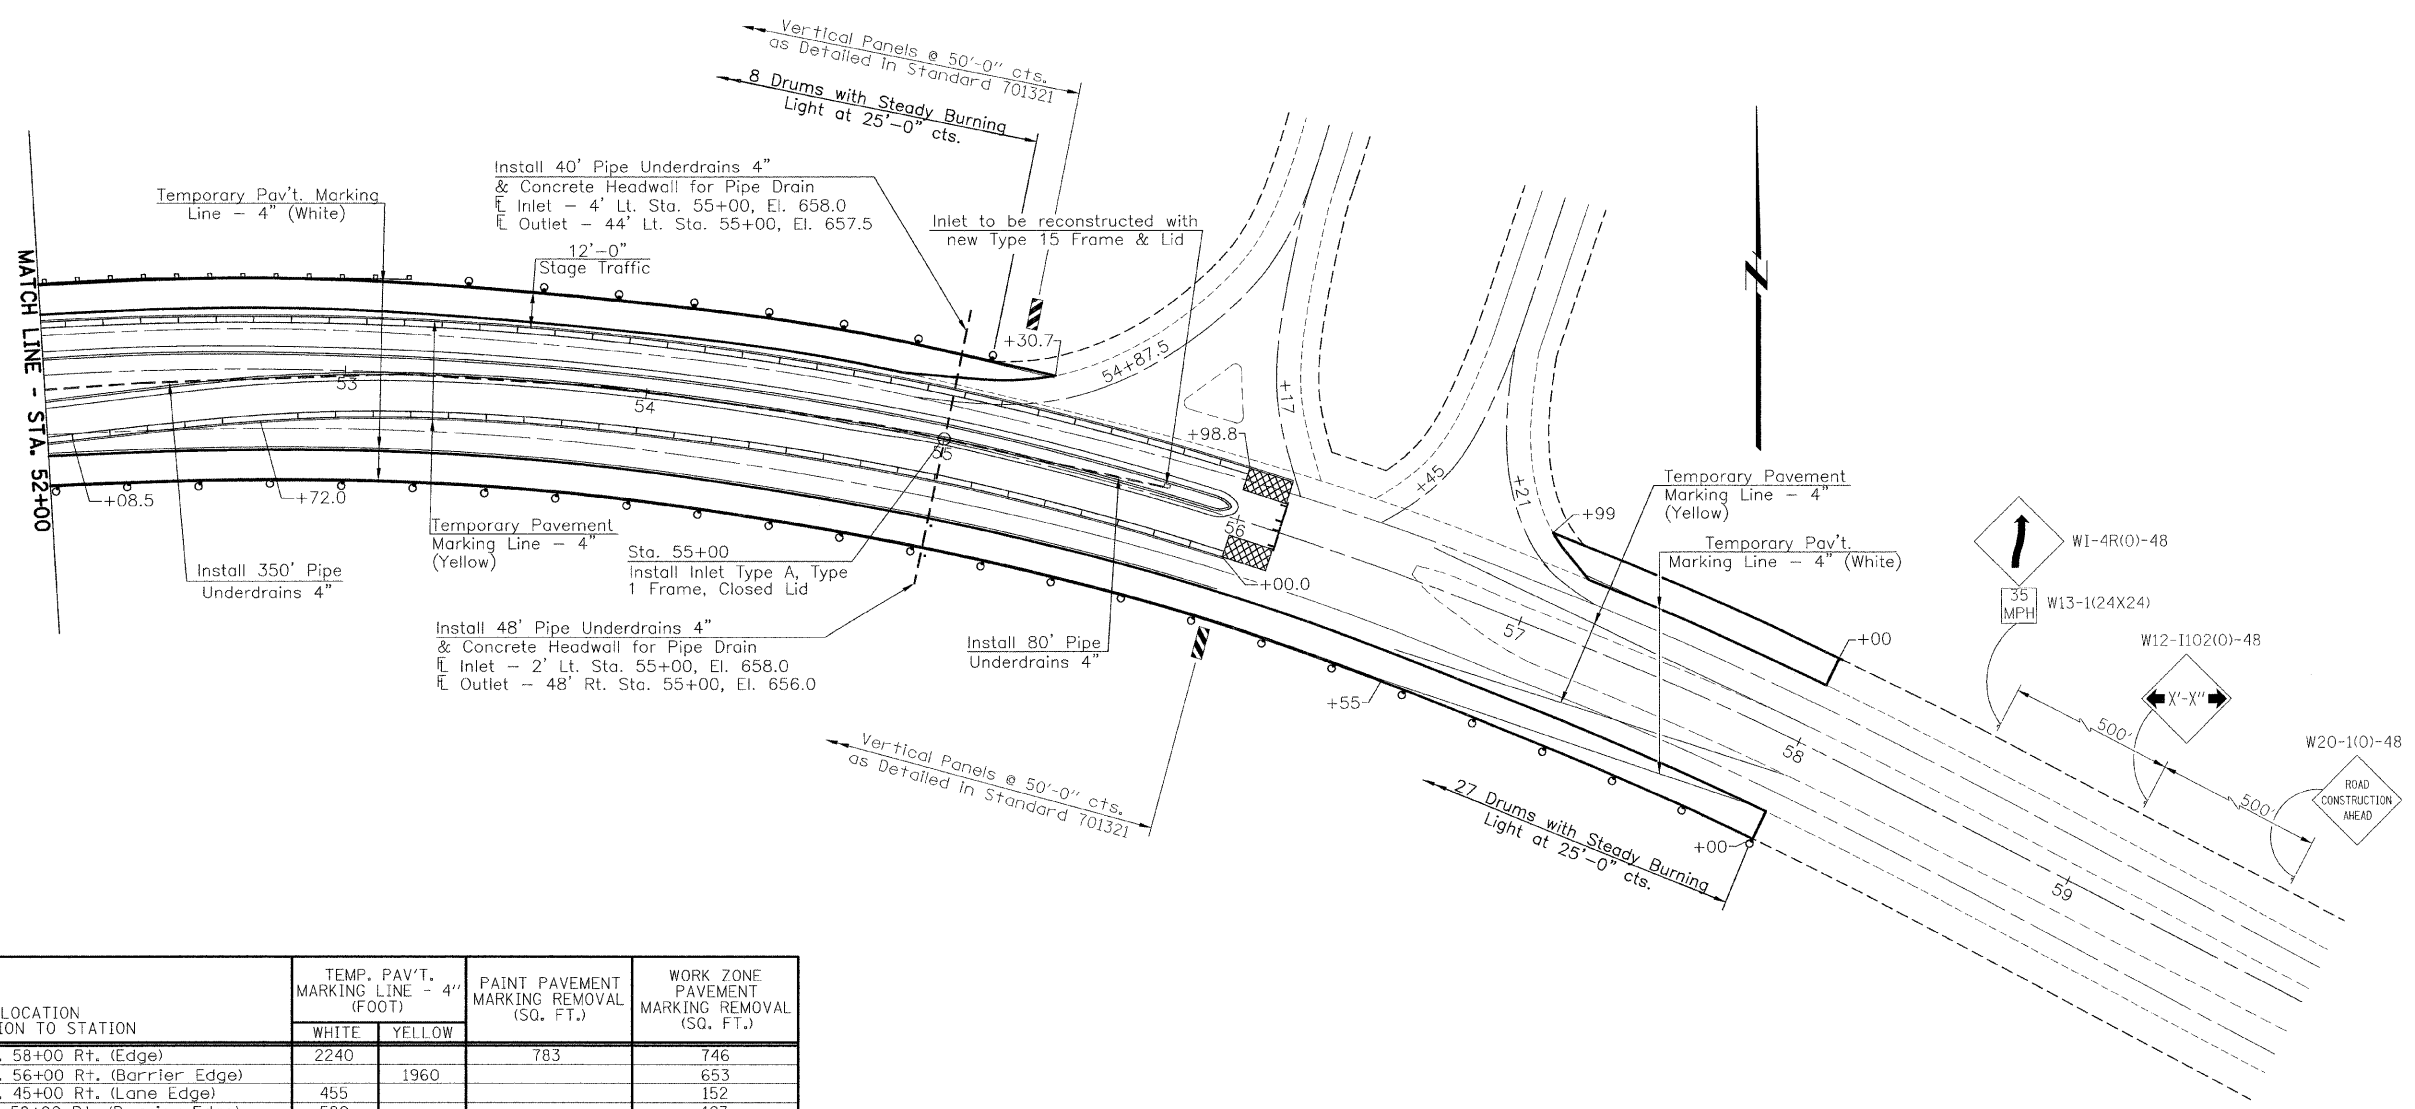 Vertical Panels @ 50'-0" cts.
as Detailed in Standard 701321
8 Drums with Steady Burning
Light at 25'-0" cts.
Install 40' Pipe Underdrains 4"
& Concrete Headwall for Pipe Drain
FL Inlet - 4' Lt. Sta. 55+00, El. 658.0
FL Outlet - 44' Lt. Sta. 55+00, El. 657.5
Temporary Pav't. Marking
Line - 4" (White)
Inlet to be reconstructed with
new Type 15 Frame & Lid
12'-0"
Stage Traffic
MATCH LINE - STA. 52+00
+30.7
54+87.5
+17
+45
+21
+98.8
+99
53
54
55
56
57
58
59
+08.5
+72.0
+00.0
+55
+00
+00
Temporary Pavement
Marking Line - 4"
(Yellow)
Temporary Pav't.
Marking Line - 4" (White)
N
W1-4R(O)-48
35
MPH
W13-1(24X24)
W12-I102(O)-48
X'-X"
500'
500'
W20-1(O)-48
ROAD
CONSTRUCTION
AHEAD
Install 350' Pipe
Underdrains 4"
Temporary Pavement
Marking Line - 4"
(Yellow)
Sta. 55+00
Install Inlet Type A, Type
1 Frame, Closed Lid
Install 48' Pipe Underdrains 4"
& Concrete Headwall for Pipe Drain
FL Inlet - 2' Lt. Sta. 55+00, El. 658.0
FL Outlet - 48' Rt. Sta. 55+00, El. 656.0
Install 80' Pipe
Underdrains 4"
Vertical Panels @ 50'-0" cts.
as Detailed in Standard 701321
27 Drums with Steady Burning
Light at 25'-0" cts.
LOCATION
ION TO STATION
TEMP. PAV'T.
MARKING LINE - 4"
(FOOT)
WHITE YELLOW
PAINT PAVEMENT
MARKING REMOVAL
(SQ. FT.)
WORK ZONE
PAVEMENT
MARKING REMOVAL
(SQ. FT.)
. 58+00 Rt. (Edge) 2240 783 746
. 56+00 Rt. (Barrier Edge) 1960 653
. 45+00 Rt. (Lane Edge) 455 152